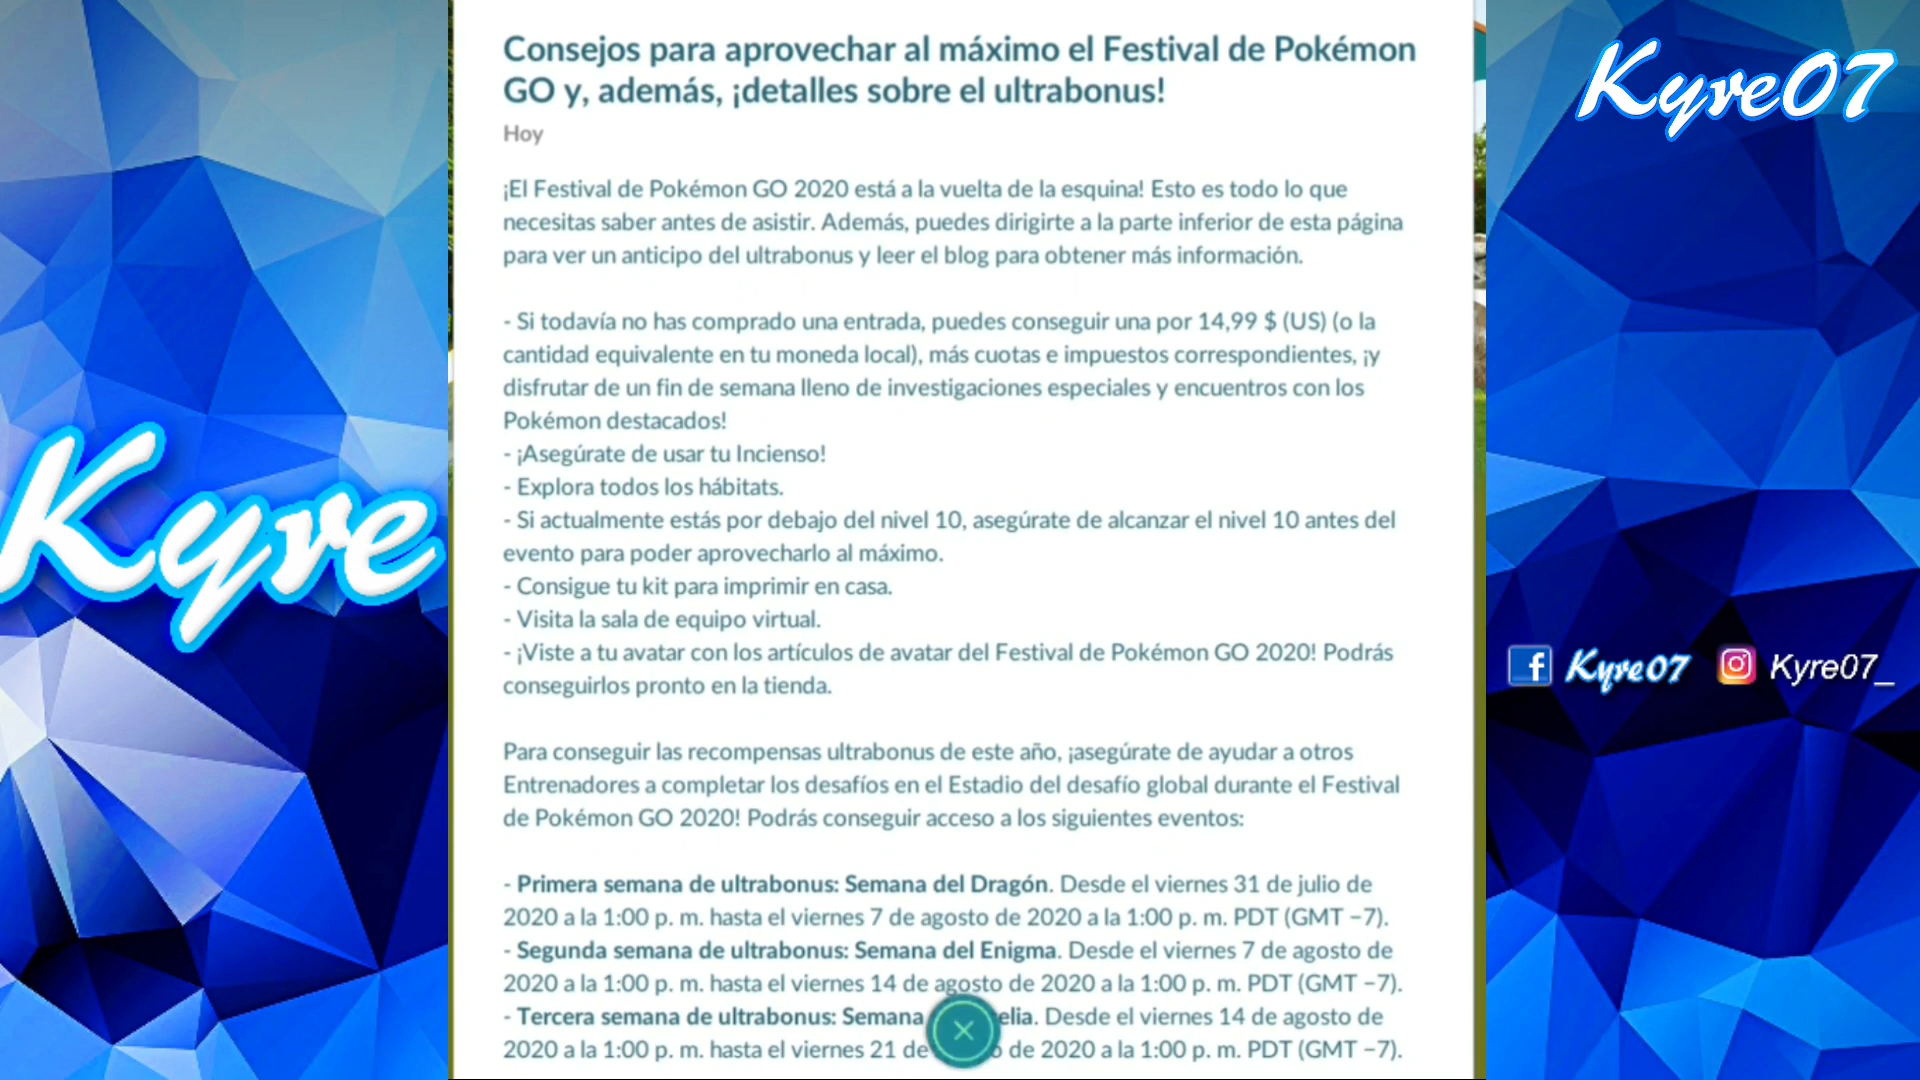 Consejos para aprovechar al máximo el Festival de Pokémon
GO y, además, ¡detalles sobre el ultrabonus!
Hoy
¡El Festival de Pokémon GO 2020 está a la vuelta de la esquina! Esto es todo lo que
necesitas saber antes de asistir. Además, puedes dirigirte a la parte inferior de esta página
para ver un anticipo del ultrabonus y leer el blog para obtener más información.
- Si todavía no has comprado una entrada, puedes conseguir una por 14,99 $ (US) (o la
cantidad equivalente en tu moneda local), más cuotas e impuestos correspondientes, ¡y
disfrutar de un fin de semana lleno de investigaciones especiales y encuentros con los
Pokémon destacados!
- ¡Asegúrate de usar tu Incienso!
- Explora todos los hábitats.
- Si actualmente estás por debajo del nivel 10, asegúrate de alcanzar el nivel 10 antes del
evento para poder aprovecharlo al máximo.
- Consigue tu kit para imprimir en casa.
- Visita la sala de equipo virtual.
- ¡Viste a tu avatar con los artículos de avatar del Festival de Pokémon GO 2020! Podrás
conseguirlos pronto en la tienda.
Para conseguir las recompensas ultrabonus de este año, ¡asegúrate de ayudar a otros
Entrenadores a completar los desafíos en el Estadio del desafío global durante el Festival
de Pokémon GO 2020! Podrás conseguir acceso a los siguientes eventos:
- Primera semana de ultrabonus: Semana del Dragón. Desde el viernes 31 de julio de
2020 a la 1:00 p. m. hasta el viernes 7 de agosto de 2020 a la 1:00 p. m. PDT (GMT −7).
- Segunda semana de ultrabonus: Semana del Enigma. Desde el viernes 7 de agosto de
2020 a la 1:00 p. m. hasta el viernes 14 de agosto de 2020 a la 1:00 p. m. PDT (GMT −7).
- Tercera semana de ultrabonus: Semana elia. Desde el viernes 14 de agosto de
2020 a la 1:00 p. m. hasta el viernes 21 de de 2020 a la 1:00 p. m. PDT (GMT −7).
Kyre
Kyre07
Kyre07 Kyre07_